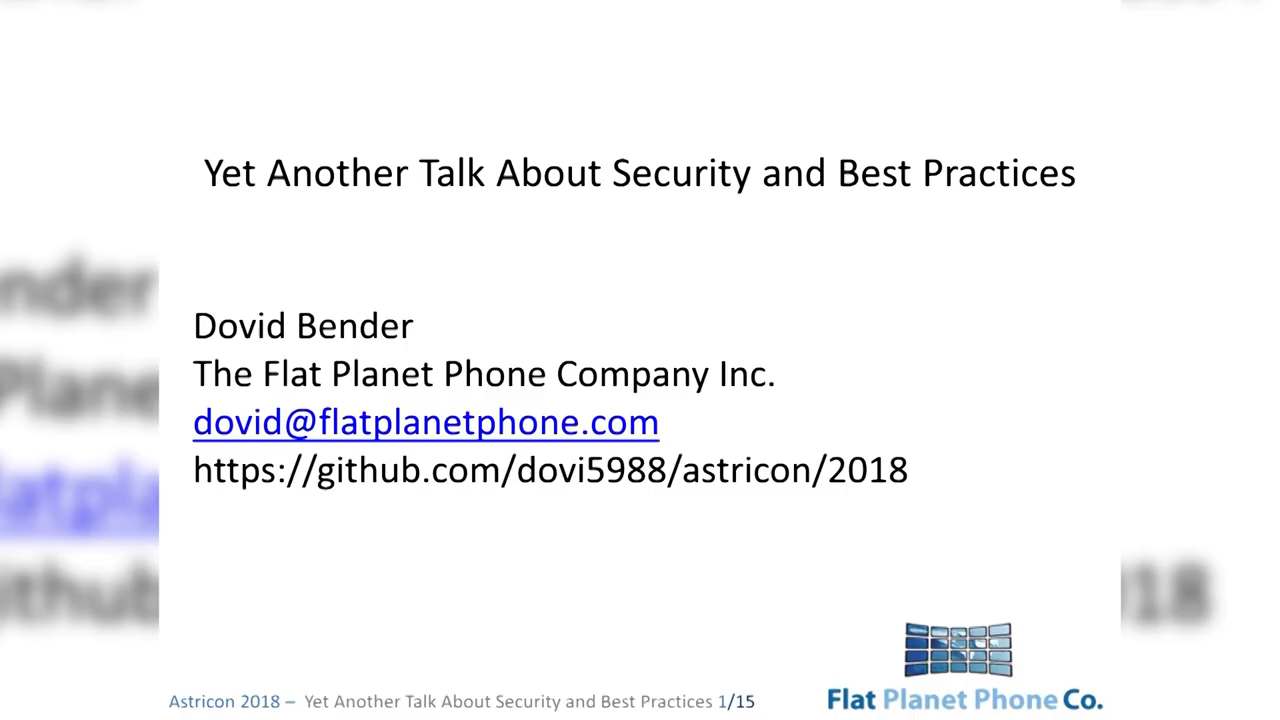 Yet Another Talk About Security and Best Practices
Dovid Bender
The Flat Planet Phone Company Inc.
dovid@flatplanetphone.com
https://github.com/dovi5988/astricon/2018
Astricon 2018 – Yet Another Talk About Security and Best Practices 1/15
Flat Planet Phone Co.